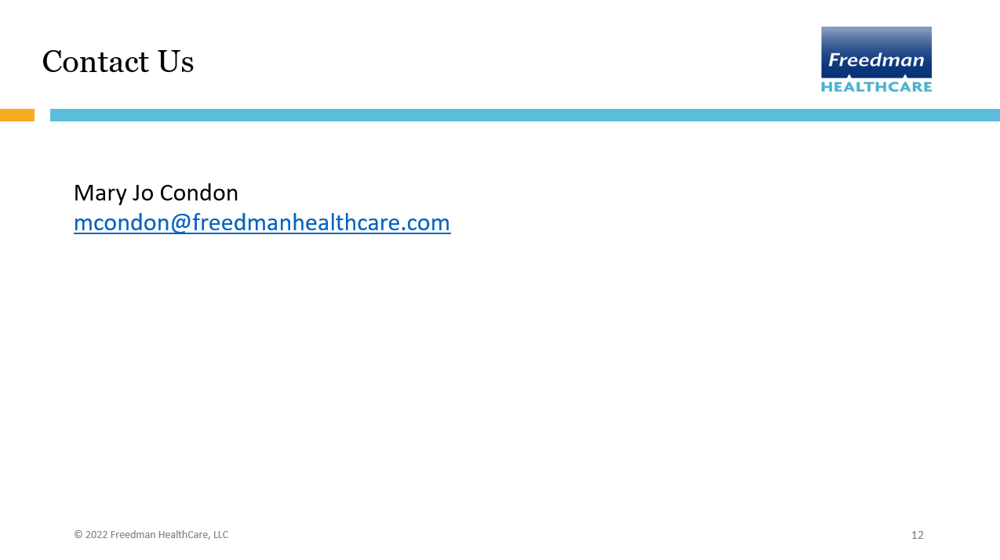 Contact Us
Freedman
HEALTHCARE
Mary Jo Condon
mcondon@freedmanhealthcare.com
© 2022 Freedman HealthCare, LLC
12